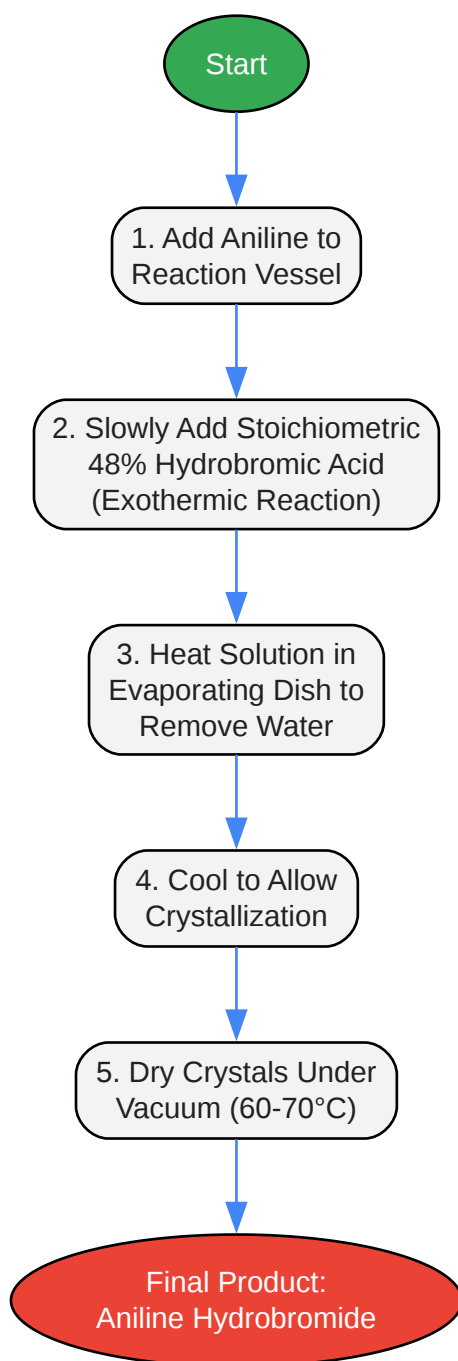 Start
1. Add Aniline to
Reaction Vessel
2. Slowly Add Stoichiometric
48% Hydrobromic Acid
(Exothermic Reaction)
3. Heat Solution in
Evaporating Dish to
Remove Water
4. Cool to Allow
Crystallization
5. Dry Crystals Under
Vacuum (60-70°C)
Final Product:
Aniline Hydrobromide